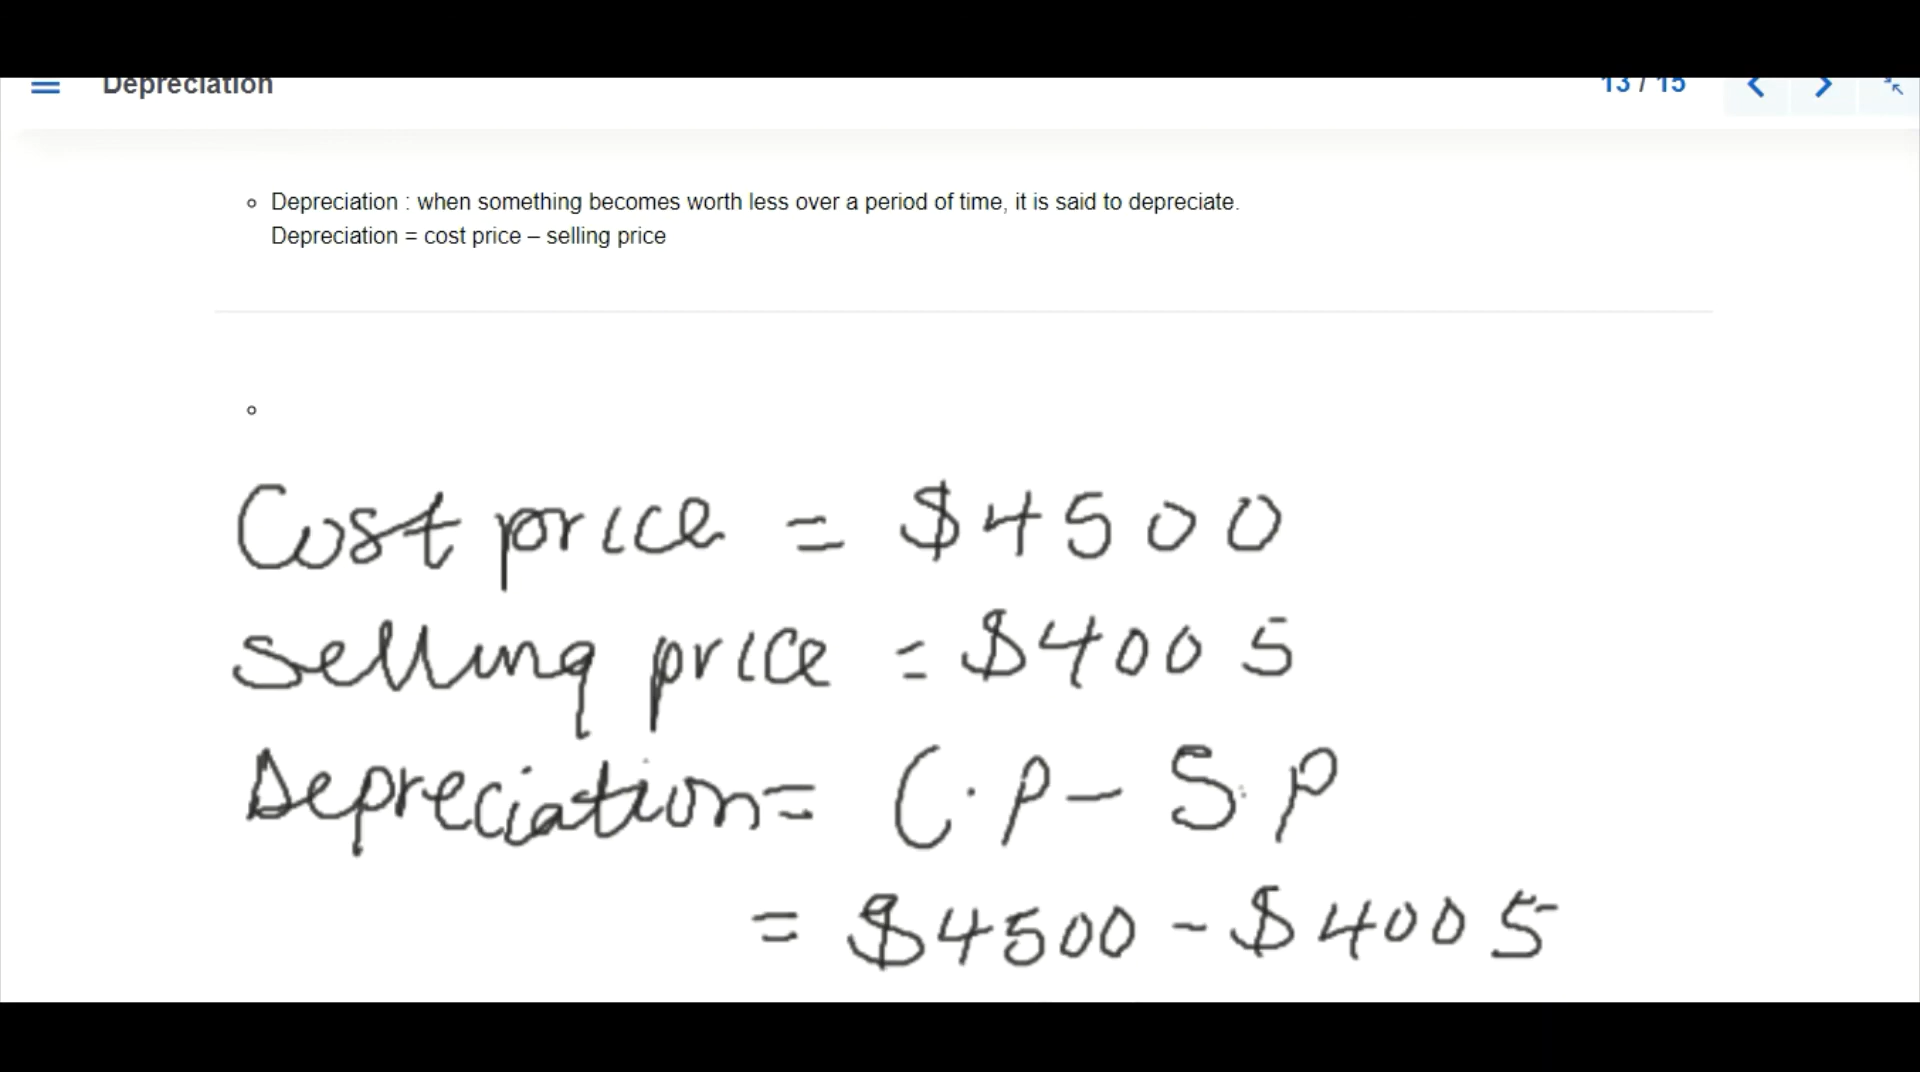 Depreciation
13 / 15
Depreciation : when something becomes worth less over a period of time, it is said to depreciate.
Depreciation = cost price – selling price
Cost price = $4500
selling price = $4005
Depreciation = C.P - S.P
= $4500 - $4005